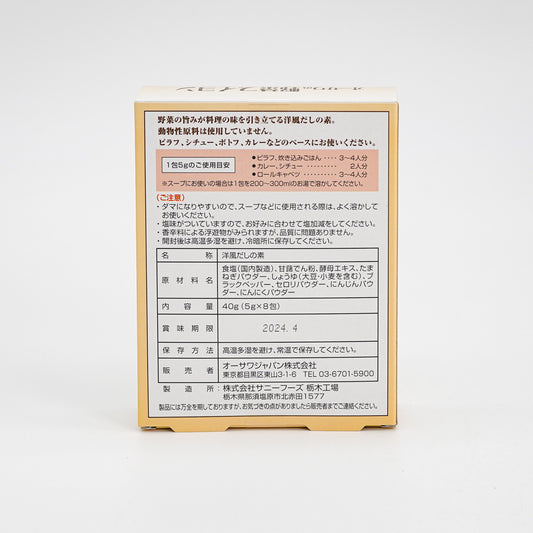 オーサワの野菜ブイヨン
野菜の旨みが料理の味を引き立てる洋風だしの素。
動物性原料は使用していません。
ピラフ、シチュー、ポトフ、カレーなどのベースにお使いください。
1包5gのご使用目安
●ピラフ、炊き込みごはん ‥‥ 3〜4人分
●カレー、シチュー ‥‥‥‥‥ 2人分
●ロールキャベツ ‥‥‥‥‥‥ 3〜4人分
※スープにお使いの場合は1包を200〜300mlのお湯で溶かしてください。
〈ご注意〉
・ダマになりやすいので、スープなどに使用される際は、よく溶かして
お使いください。
・塩味がついていますので、お好みに合わせて塩加減をしてください。
・香辛料による浮遊物がみられますが、品質に問題ありません。
・開封後は高温多湿を避け、冷暗所に保存してください。
名称 洋風だしの素
原材料名 食塩(国内製造)、甘藷でん粉、酵母エキス、たま
ねぎパウダー、しょうゆ(大豆・小麦を含む)、ブ
ラックペッパー、セロリパウダー、にんじんパウ
ダー、にんにくパウダー
内容量 40g(5g×8包)
賞味期限 2024.4
保存方法 高温多湿を避け、常温で保存してください。
販売者 オーサワジャパン株式会社
東京都目黒区東山3-1-6 TEL 03-6701-5900
製造所:株式会社サニーフーズ 栃木工場
栃木県那須塩原市北赤田1577
製品には万全を期しておりますが、お気づきの点がありましたら販売者までご連絡ください。